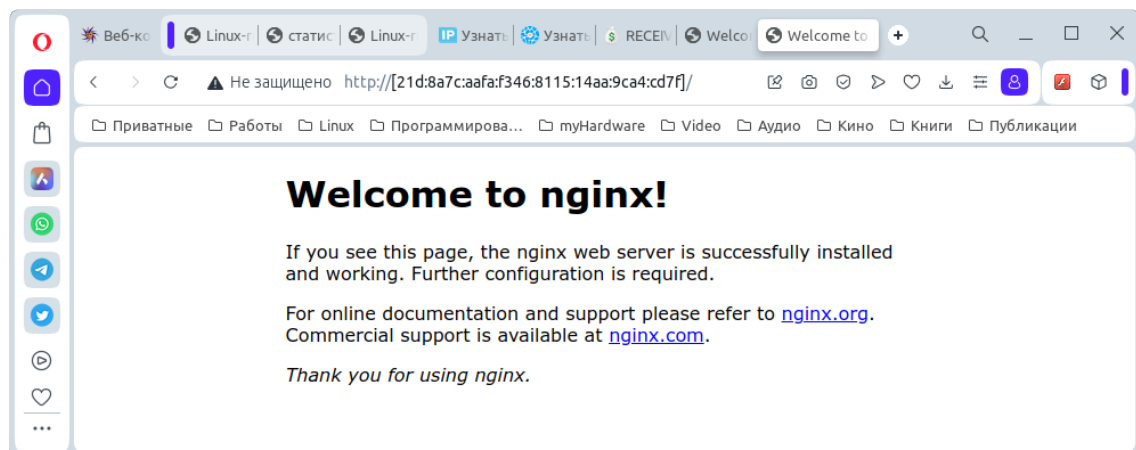 Веб-ко Linux-г статис Linux-г IP Узнать Узнать $ RECEIV Welco Welcome to
Не защищено http://[21d:8a7c:aafa:f346:8115:14aa:9ca4:cd7f]/
Приватные Работы Linux Программирова... myHardware Video Аудио Кино Книги Публикации
Welcome to nginx!
If you see this page, the nginx web server is successfully installed
and working. Further configuration is required.
For online documentation and support please refer to nginx.org.
Commercial support is available at nginx.com.
Thank you for using nginx.